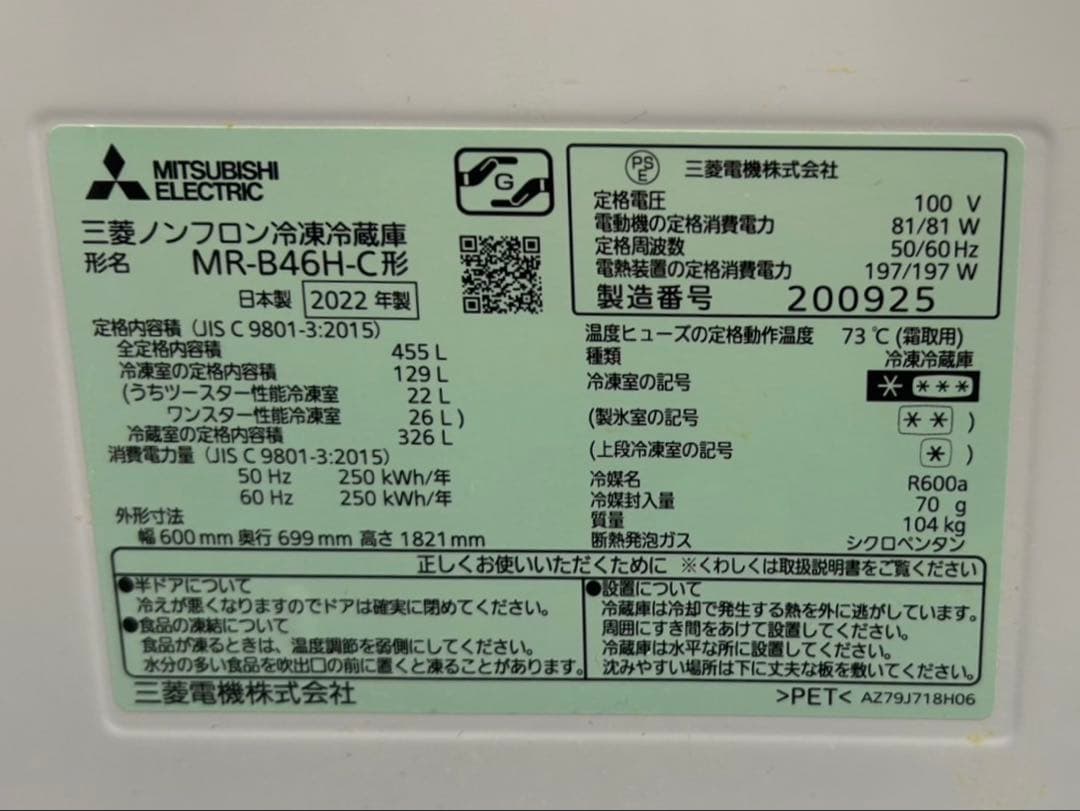 MITSUBISHI
ELECTRIC
G
三菱ノンフロン冷凍冷蔵庫
形名 MR-B46H-C形
日本製 2022 年製
定格内容積（JIS C 9801-3:2015）
全定格内容積 455 L
冷凍室の定格内容積 129 L
(うちツースター性能冷凍室 22 L
ワンスター性能冷凍室 26 L )
冷蔵室の定格内容積 326 L
消費電力量（JIS C 9801-3:2015）
50 Hz 250 kWh/年
60 Hz 250 kWh/年
外形寸法
幅 600 mm 奥行 699 mm 高さ 1821 mm
PS
E 三菱電機株式会社
定格電圧 100 V
電動機の定格消費電力 81/81 W
定格周波数 50/60 Hz
電熱装置の定格消費電力 197/197 W
製造番号 200925
温度ヒューズの定格動作温度 73 ℃ (霜取用)
種類 冷凍冷蔵庫
冷凍室の記号 * ***
(製氷室の記号 ** )
(上段冷凍室の記号 * )
冷媒名 R600a
冷媒封入量 70 g
質量 104 kg
断熱発泡ガス シクロペンタン
正しくお使いいただくために ※くわしくは取扱説明書をご覧ください
●半ドアについて
冷えが悪くなりますのでドアは確実に閉めてください。
●食品の凍結について
食品が凍るときは、温度調節を弱側にしてください。
水分の多い食品を吹出口の前に置くと凍ることがあります。
●設置について
冷蔵庫は冷却で発生する熱を外に逃がしています。
周囲にすき間をあけて設置してください。
冷蔵庫は水平な所に設置してください。
沈みやすい場所は下に丈夫な板を敷いてください。
三菱電機株式会社
>PET< AZ79J718H06